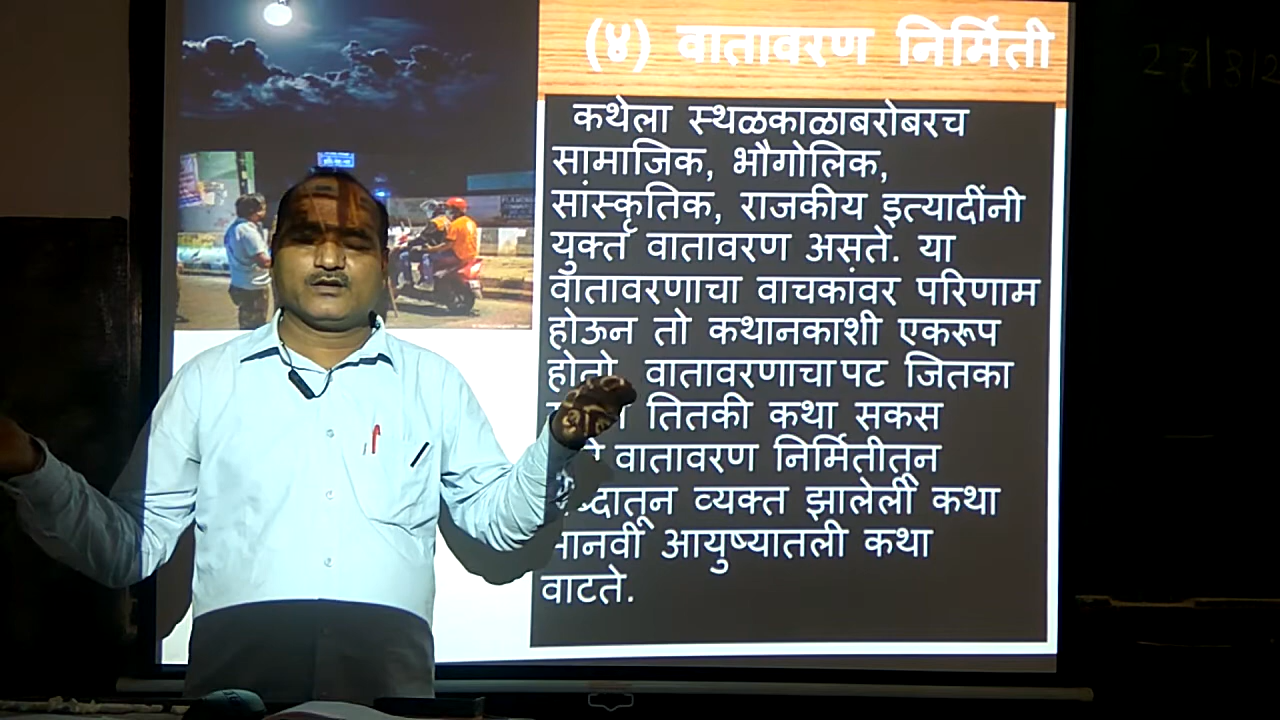 (४) वातावरण निर्मिती
कथेला स्थळकाळाबरोबरच
सामाजिक, भौगोलिक,
सांस्कृतिक, राजकीय इत्यादींनी
युक्त वातावरण असते. या
वातावरणाचा वाचकांवर परिणाम
होऊन तो कथानकाशी एकरूप
होतो वातावरणाचा पट जितका
तितकी कथा सकस
वातावरण निर्मितीतून
व्यक्त झालेली कथा
मानवी आयुष्यातली कथा
वाटते.